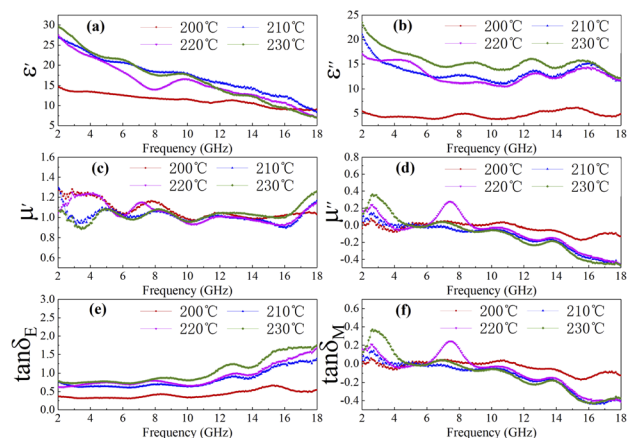 (a)
200℃ 210℃
220℃ 230℃
ε′
30
25
20
15
10
5
0
2 4 6 8 10 12 14 16 18
Frequency (GHz)
(b)
200℃ 210℃
220℃ 230℃
ε″
25
20
15
10
5
0
2 4 6 8 10 12 14 16 18
Frequency (GHz)
(c)
200℃ 210℃
220℃ 230℃
μ′
1.6
1.4
1.2
1.0
0.8
0.6
2 4 6 8 10 12 14 16 18
Frequency (GHz)
(d)
200℃ 210℃
220℃ 230℃
μ″
0.8
0.6
0.4
0.2
0.0
-0.2
-0.4
2 4 6 8 10 12 14 16 18
Frequency (GHz)
(e)
200℃ 210℃
220℃ 230℃
tanδE
3.0
2.5
2.0
1.5
1.0
0.5
0.0
2 4 6 8 10 12 14 16 18
Frequency (GHz)
(f)
200℃ 210℃
220℃ 230℃
tanδM
0.6
0.4
0.2
0.0
-0.2
-0.4
2 4 6 8 10 12 14 16 18
Frequency (GHz)